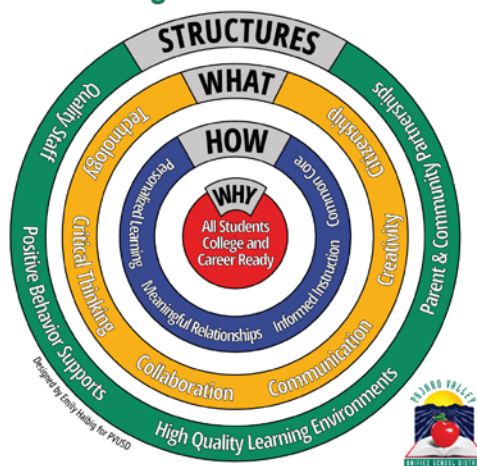 STRUCTURES
Quality Staff
Positive Behavior Supports
High Quality Learning Environments
Parent & Community Partnerships
WHAT
Technology
Critical Thinking
Collaboration
Communication
Creativity
Citizenship
HOW
Personalized Learning
Meaningful Relationships
Informed Instruction
Common Core
WHY
All Students
College and
Career Ready
Designed by Emily Halbig for PVUSD
PAJARO VALLEY
UNIFIED SCHOOL DISTRICT